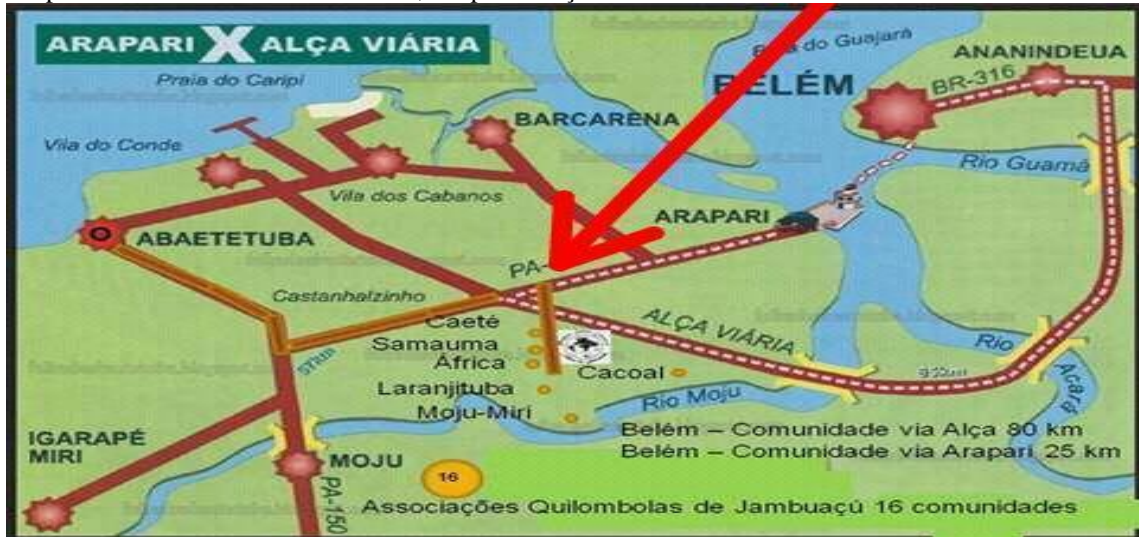 ARAPARI X ALÇA VIÁRIA
do Guajará
ANANINDEUA
Praia do Caripi
BELÉM
BR-316
BARCARENA
Vila do Conde
Rio Guamá
Vila dos Cabanos
ARAPARI
ABAETETUBA
PA-
Castanhalzinho
Caeté
ALÇA VIÁRIA
Samauma
Rio
África
Cacoal
Acará
Laranjituba
Rio Moju
Moju-Miri
Belém – Comunidade via Alça 80 km
IGARAPÉ
MIRI
Belém – Comunidade via Arapari 25 km
MOJU
16
PA-150
Associações Quilombolas de Jambuaçú 16 comunidades